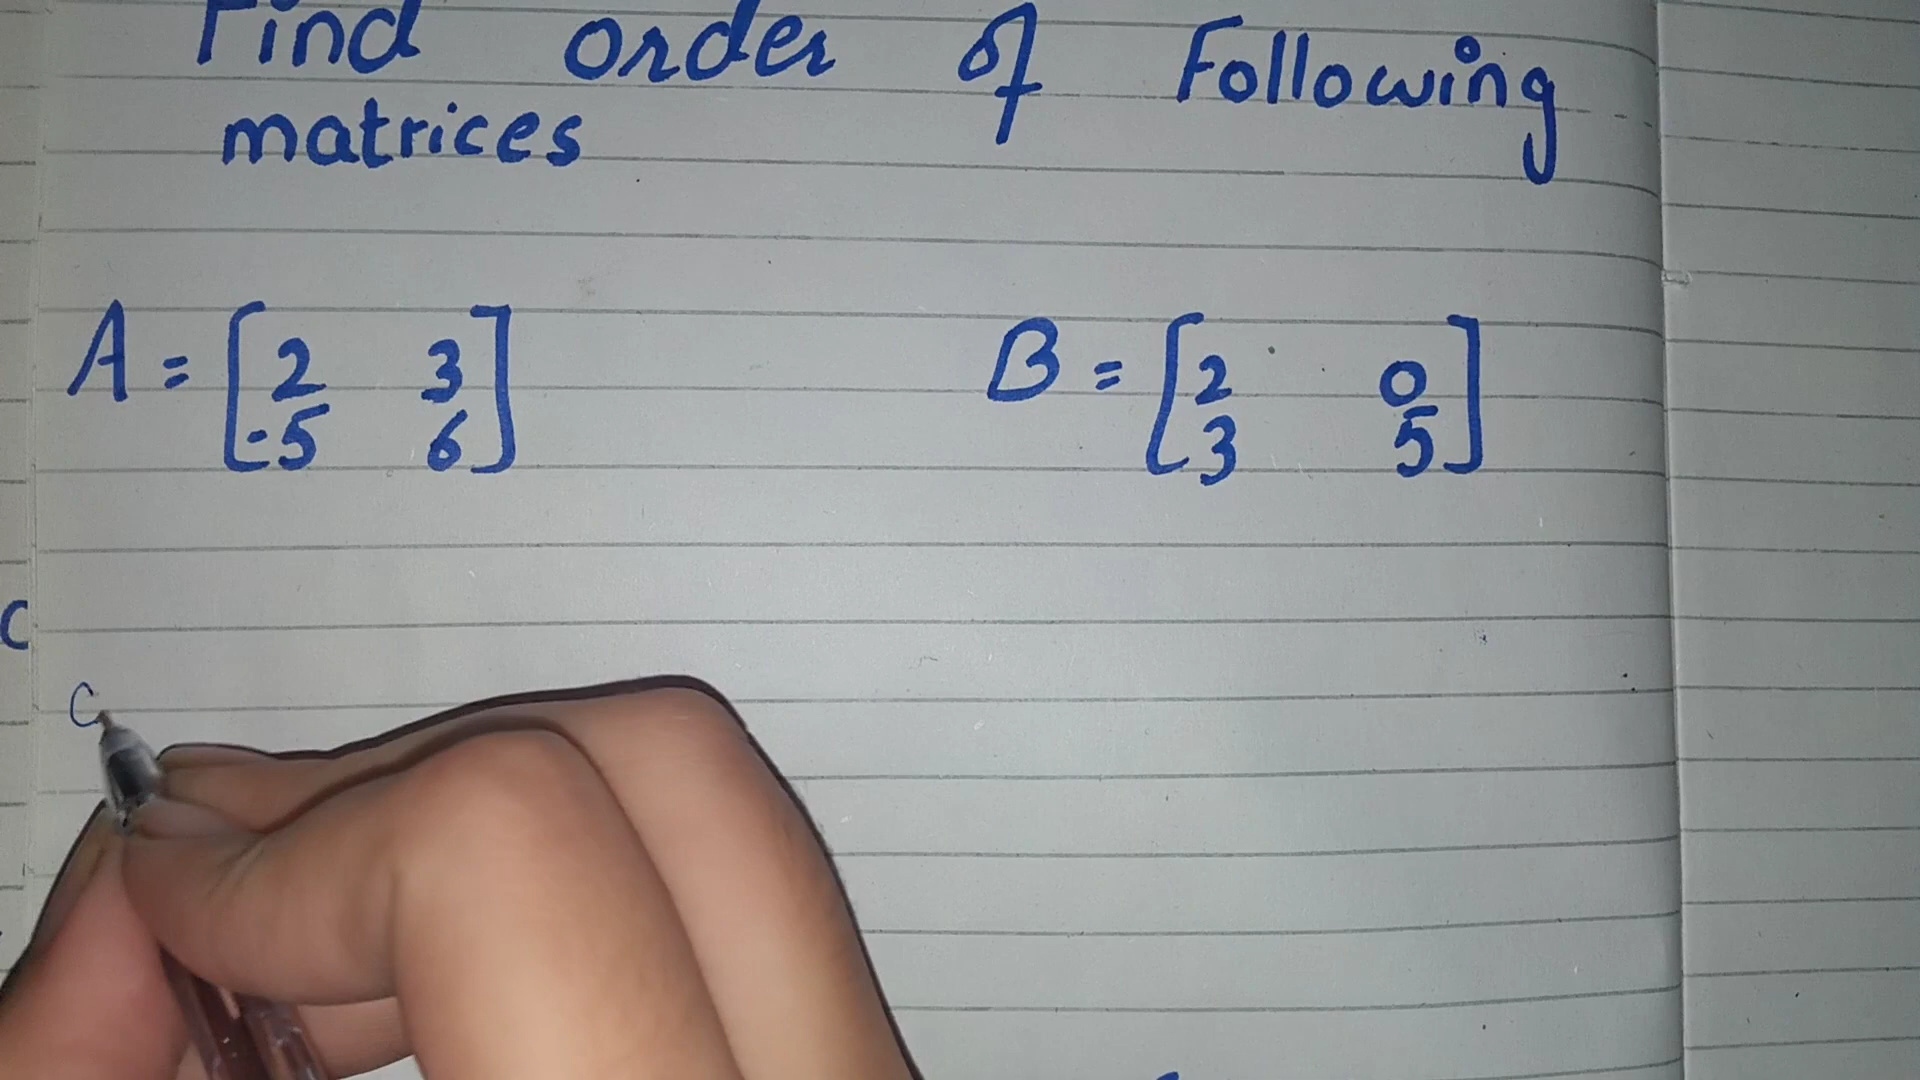 Find order of Following
matrices
A = [2 3
-5 6]
B = [2 0
3 5]
C
C